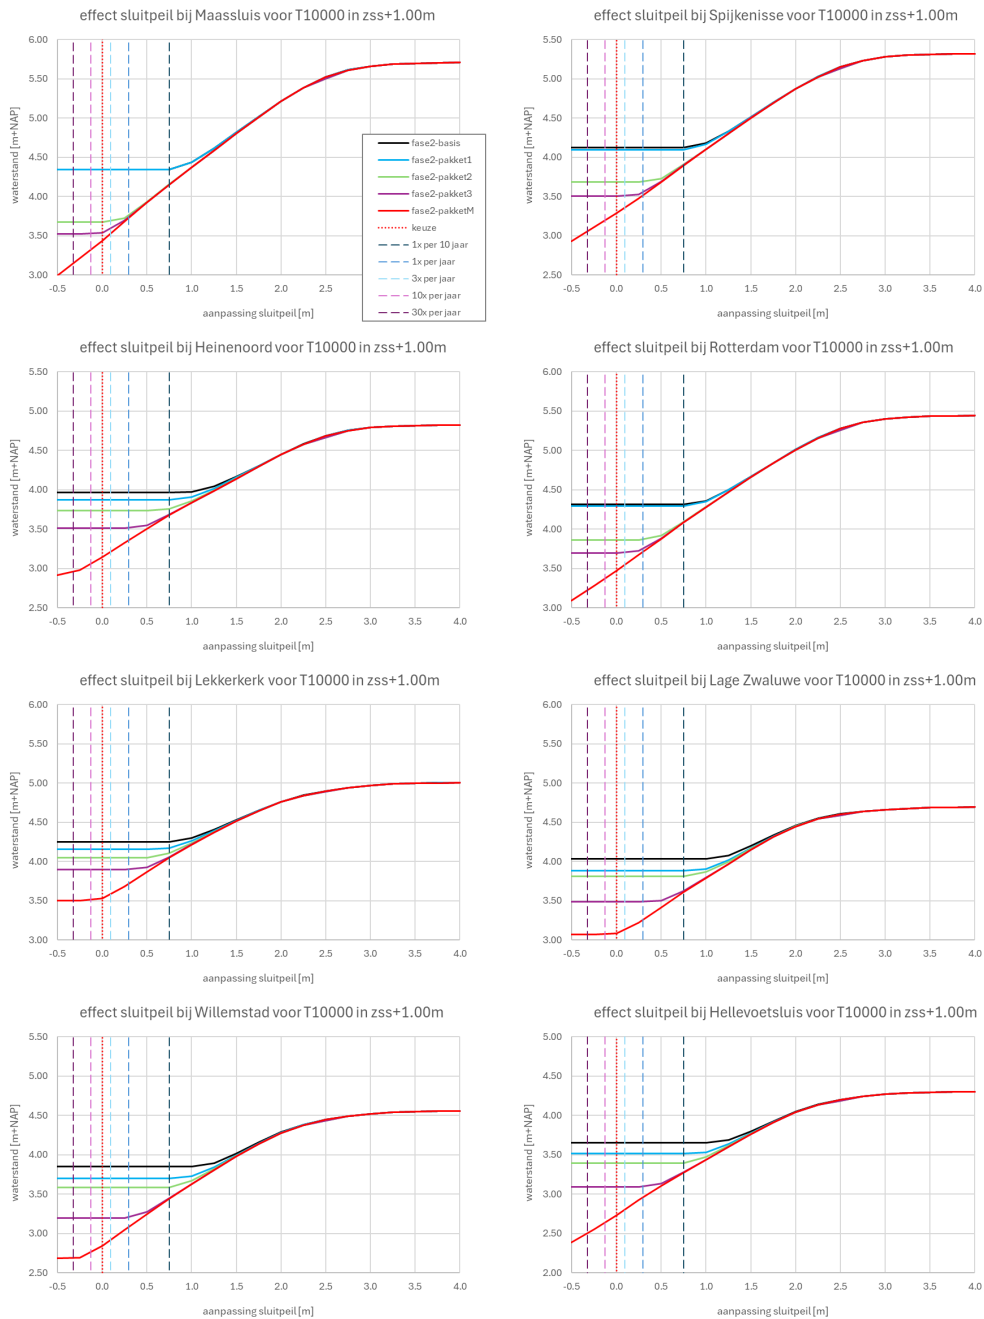 effect sluitpeil bij Maassluis voor T10000 in zss+1.00m
6.00
5.50
5.00
4.50
4.00
3.50
3.00
waterstand [m+NAP]
-0.5 0.0 0.5 1.0 1.5 2.0 2.5 3.0 3.5 4.0
aanpassing sluitpeil [m]
fase2-basis
fase2-pakket1
fase2-pakket2
fase2-pakket3
fase2-pakketM
keuze
1x per 10 jaar
1x per jaar
3x per jaar
10x per jaar
30x per jaar
effect sluitpeil bij Spijkenisse voor T10000 in zss+1.00m
5.50
5.00
4.50
4.00
3.50
3.00
2.50
waterstand [m+NAP]
-0.5 0.0 0.5 1.0 1.5 2.0 2.5 3.0 3.5 4.0
aanpassing sluitpeil [m]
effect sluitpeil bij Heinenoord voor T10000 in zss+1.00m
5.50
5.00
4.50
4.00
3.50
3.00
2.50
waterstand [m+NAP]
-0.5 0.0 0.5 1.0 1.5 2.0 2.5 3.0 3.5 4.0
aanpassing sluitpeil [m]
effect sluitpeil bij Rotterdam voor T10000 in zss+1.00m
6.00
5.50
5.00
4.50
4.00
3.50
3.00
waterstand [m+NAP]
-0.5 0.0 0.5 1.0 1.5 2.0 2.5 3.0 3.5 4.0
aanpassing sluitpeil [m]
effect sluitpeil bij Lekkerkerk voor T10000 in zss+1.00m
6.00
5.50
5.00
4.50
4.00
3.50
3.00
waterstand [m+NAP]
-0.5 0.0 0.5 1.0 1.5 2.0 2.5 3.0 3.5 4.0
aanpassing sluitpeil [m]
effect sluitpeil bij Lage Zwaluwe voor T10000 in zss+1.00m
6.00
5.50
5.00
4.50
4.00
3.50
3.00
waterstand [m+NAP]
-0.5 0.0 0.5 1.0 1.5 2.0 2.5 3.0 3.5 4.0
aanpassing sluitpeil [m]
effect sluitpeil bij Willemstad voor T10000 in zss+1.00m
5.50
5.00
4.50
4.00
3.50
3.00
2.50
waterstand [m+NAP]
-0.5 0.0 0.5 1.0 1.5 2.0 2.5 3.0 3.5 4.0
aanpassing sluitpeil [m]
effect sluitpeil bij Hellevoetsluis voor T10000 in zss+1.00m
5.00
4.50
4.00
3.50
3.00
2.50
2.00
waterstand [m+NAP]
-0.5 0.0 0.5 1.0 1.5 2.0 2.5 3.0 3.5 4.0
aanpassing sluitpeil [m]